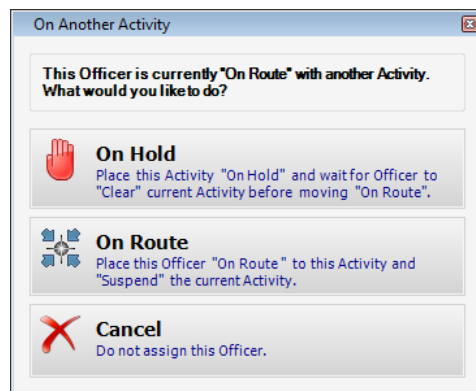 On Another Activity
This Officer is currently "On Route" with another Activity.
What would you like to do?
On Hold
Place this Activity "On Hold" and wait for Officer to
"Clear" current Activity before moving "On Route".
On Route
Place this Officer "On Route" to this Activity and
"Suspend" the current Activity.
Cancel
Do not assign this Officer.